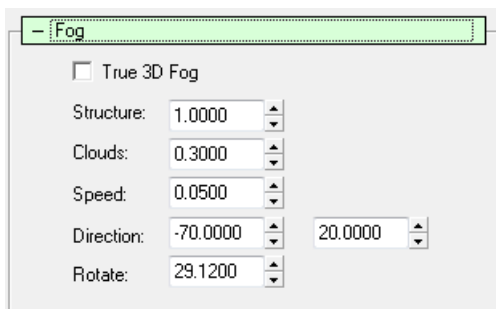 – Fog
True 3D Fog
Structure: 1.0000
Clouds: 0.3000
Speed: 0.0500
Direction: -70.0000 20.0000
Rotate: 29.1200